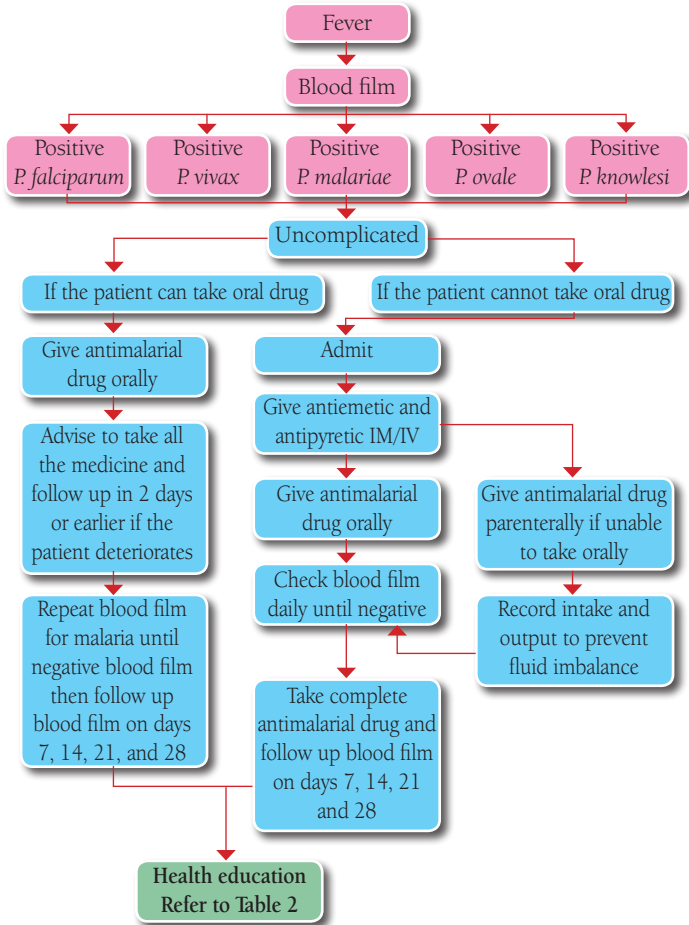 Fever
Blood film
Positive
P. falciparum
Positive
P. vivax
Positive
P. malariae
Positive
P. ovale
Positive
P. knowlesi
Uncomplicated
If the patient can take oral drug
If the patient cannot take oral drug
Give antimalarial
drug orally
Advise to take all
the medicine and
follow up in 2 days
or earlier if the
patient deteriorates
Repeat blood film
for malaria until
negative blood film
then follow up
blood film on days
7, 14, 21, and 28
Admit
Give antiemetic and
antipyretic IM/IV
Give antimalarial
drug orally
Check blood film
daily until negative
Give antimalarial drug
parenterally if unable
to take orally
Record intake and
output to prevent
fluid imbalance
Take complete
antimalarial drug and
follow up blood film
on days 7, 14, 21
and 28
Health education
Refer to Table 2